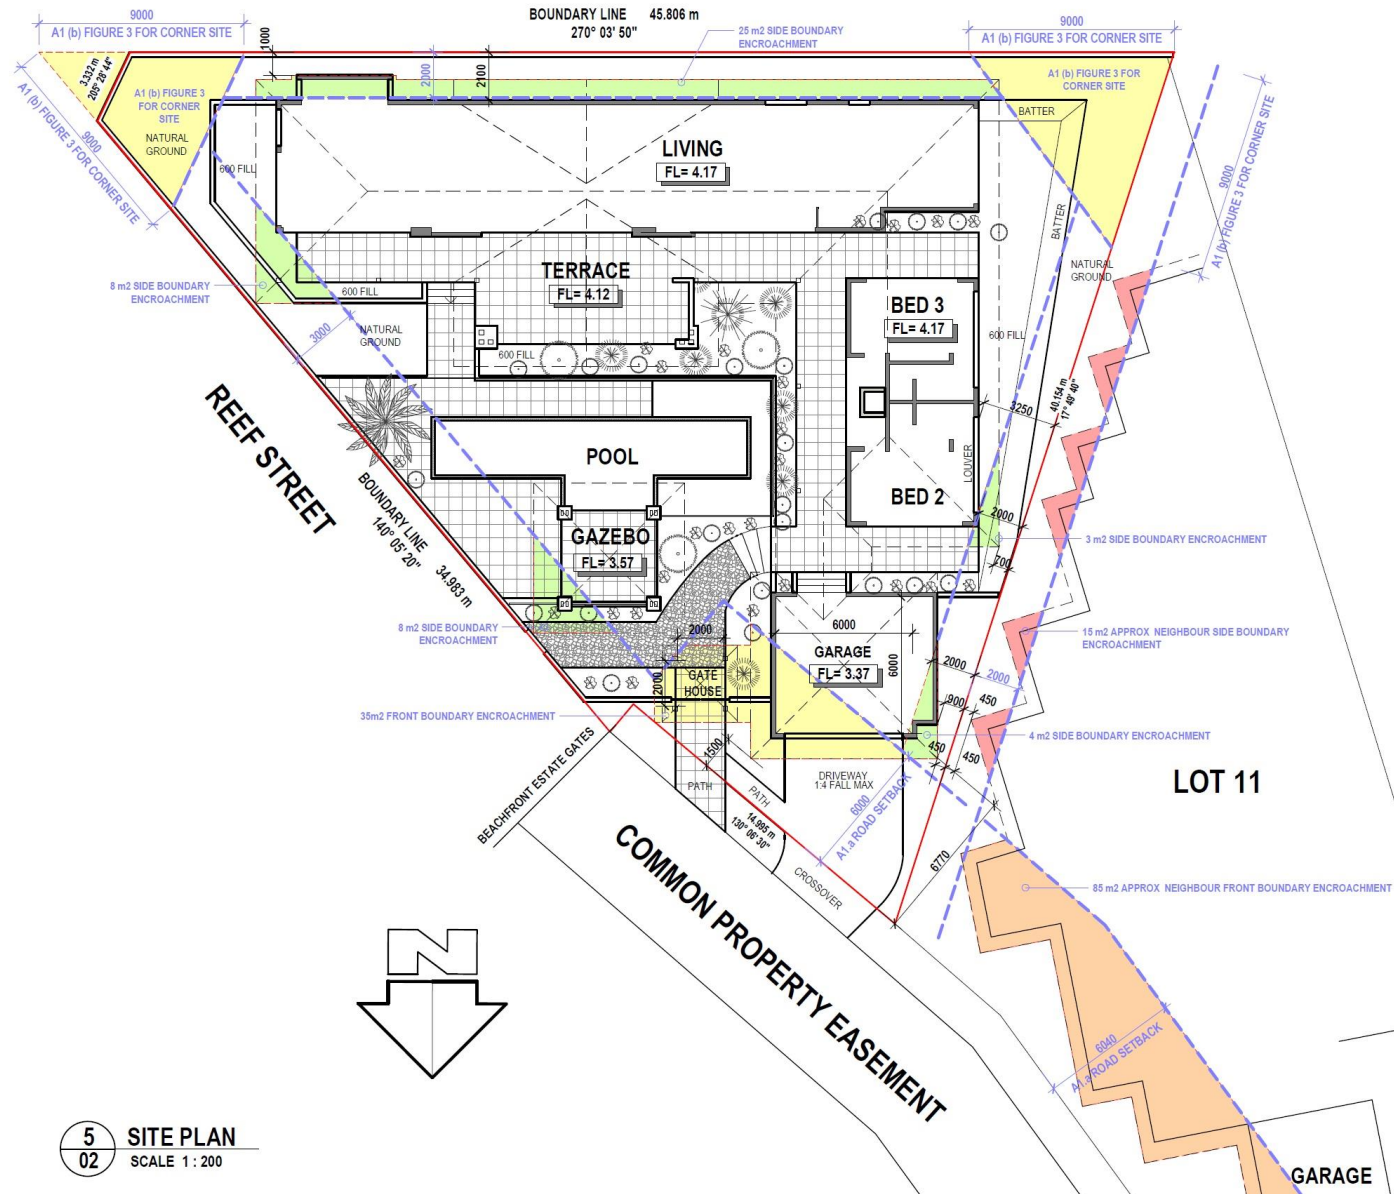 9000
A1 (b) FIGURE 3 FOR CORNER SITE
BOUNDARY LINE 45.806 m
270° 03' 50"
25 m2 SIDE BOUNDARY
ENCROACHMENT
9000
A1 (b) FIGURE 3 FOR CORNER SITE
1000
2000
2100
3.332 m
205° 28' 44"
A1 (b) FIGURE 3
FOR CORNER
SITE
A1 (b) FIGURE 3 FOR
CORNER SITE
9000
A1 (b) FIGURE 3 FOR CORNER SITE
9000
A1 (b) FIGURE 3 FOR CORNER SITE
NATURAL
GROUND
BATTER
LIVING
FL= 4.17
600 FILL
BATTER
NATURAL
GROUND
TERRACE
FL= 4.12
8 m2 SIDE BOUNDARY
ENCROACHMENT
600 FILL
BED 3
FL= 4.17
3000
NATURAL
GROUND
600 FILL
600 FILL
REEF STREET
3250
40.154 m
17° 49' 40"
POOL
LOUVER
BED 2
BOUNDARY LINE
140° 05' 20"
34.983 m
2000
GAZEBO
FL= 3.57
3 m2 SIDE BOUNDARY
ENCROACHMENT
700
8 m2 SIDE BOUNDARY
ENCROACHMENT
2000
6000
15 m2 APPROX NEIGHBOUR SIDE BOUNDARY
ENCROACHMENT
GARAGE
FL= 3.37
6000
2000
2000
GATE
HOUSE
2000
900
450
35m2 FRONT BOUNDARY ENCROACHMENT
4 m2 SIDE BOUNDARY
ENCROACHMENT
1500
450
450
BEACHFRONT ESTATE GATES
PATH
PATH
DRIVEWAY
1:4 FALL MAX
6000
A1.a ROAD SETBACK
LOT 11
14.995 m
130° 06' 30"
CROSSOVER
6770
COMMON PROPERTY EASEMENT
85 m2 APPROX NEIGHBOUR FRONT BOUNDARY ENCROACHMENT
N
6040
A1.a ROAD SETBACK
5
02
SITE PLAN
SCALE 1 : 200
GARAGE